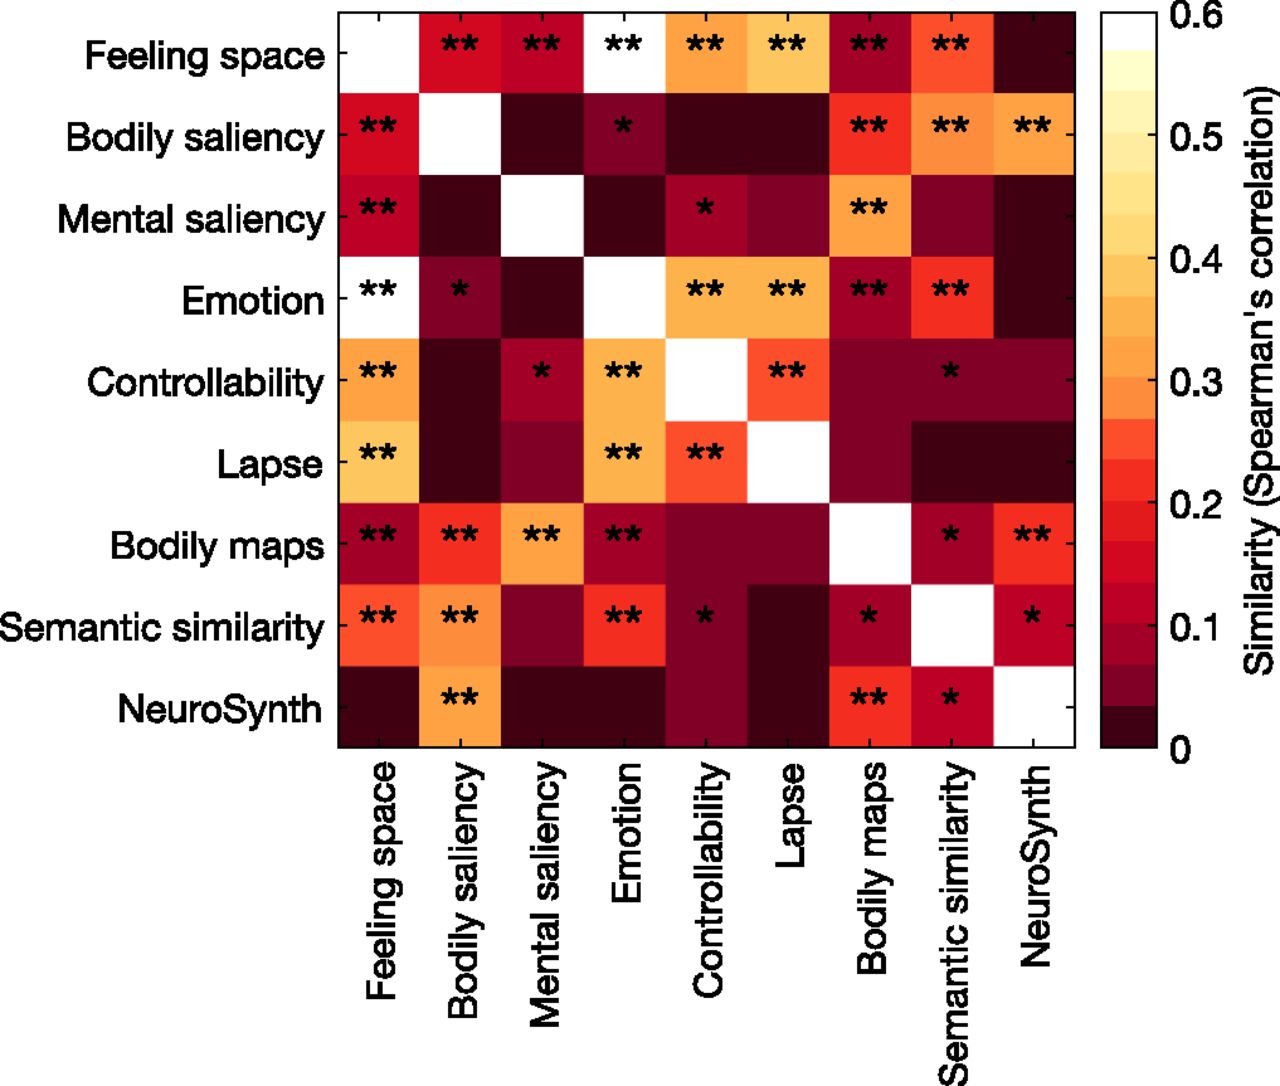 Feeling space ** ** ** ** ** ** **
Bodily saliency ** * ** ** **
Mental saliency ** * **
Emotion ** * ** ** ** **
Controllability ** * ** ** *
Lapse ** ** **
Bodily maps ** ** ** ** * **
Semantic similarity ** ** ** * * *
NeuroSynth ** ** *
Feeling space
Bodily saliency
Mental saliency
Emotion
Controllability
Lapse
Bodily maps
Semantic similarity
NeuroSynth
0.6
0.5
0.4
0.3
0.2
0.1
0
Similarity (Spearman's correlation)